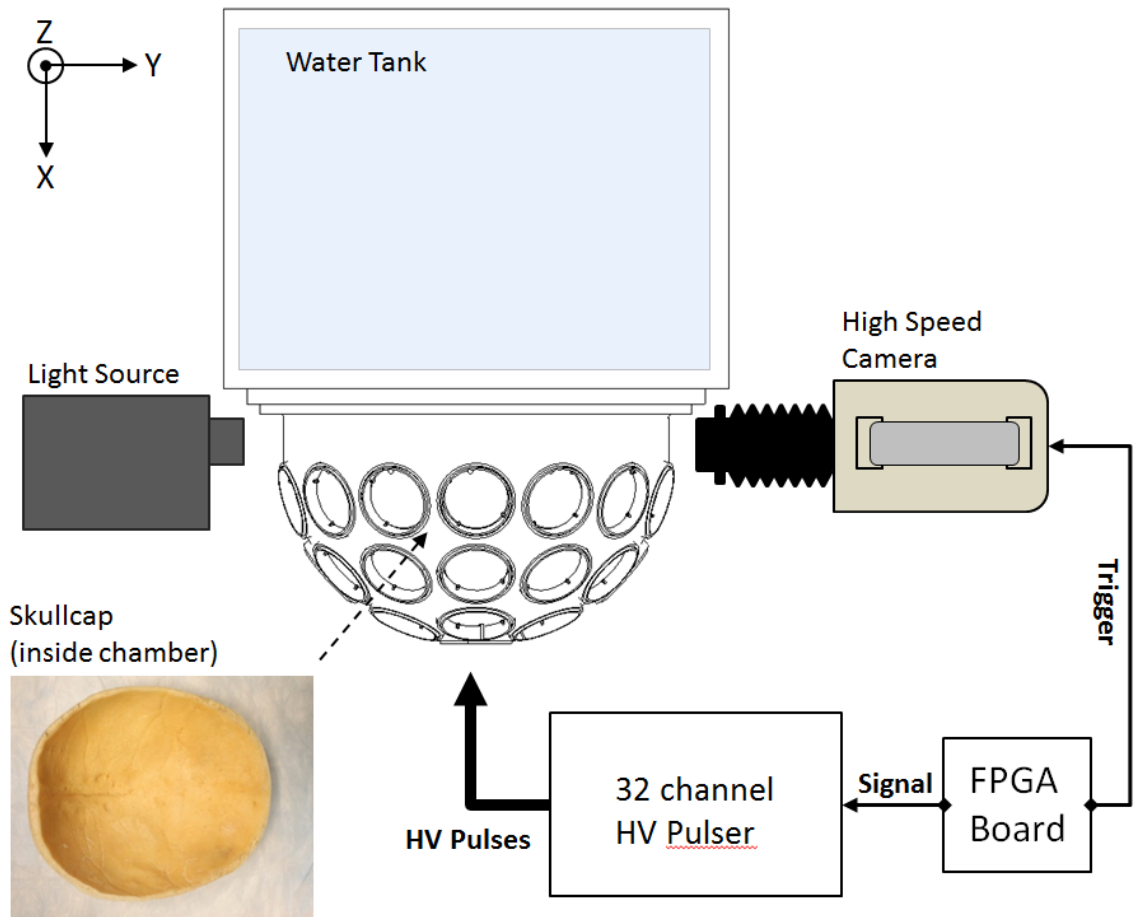 Z
Y
X
Water Tank
High Speed
Camera
Light Source
Trigger
Skullcap
(inside chamber)
HV Pulses
32 channel
HV Pulser
Signal
FPGA
Board